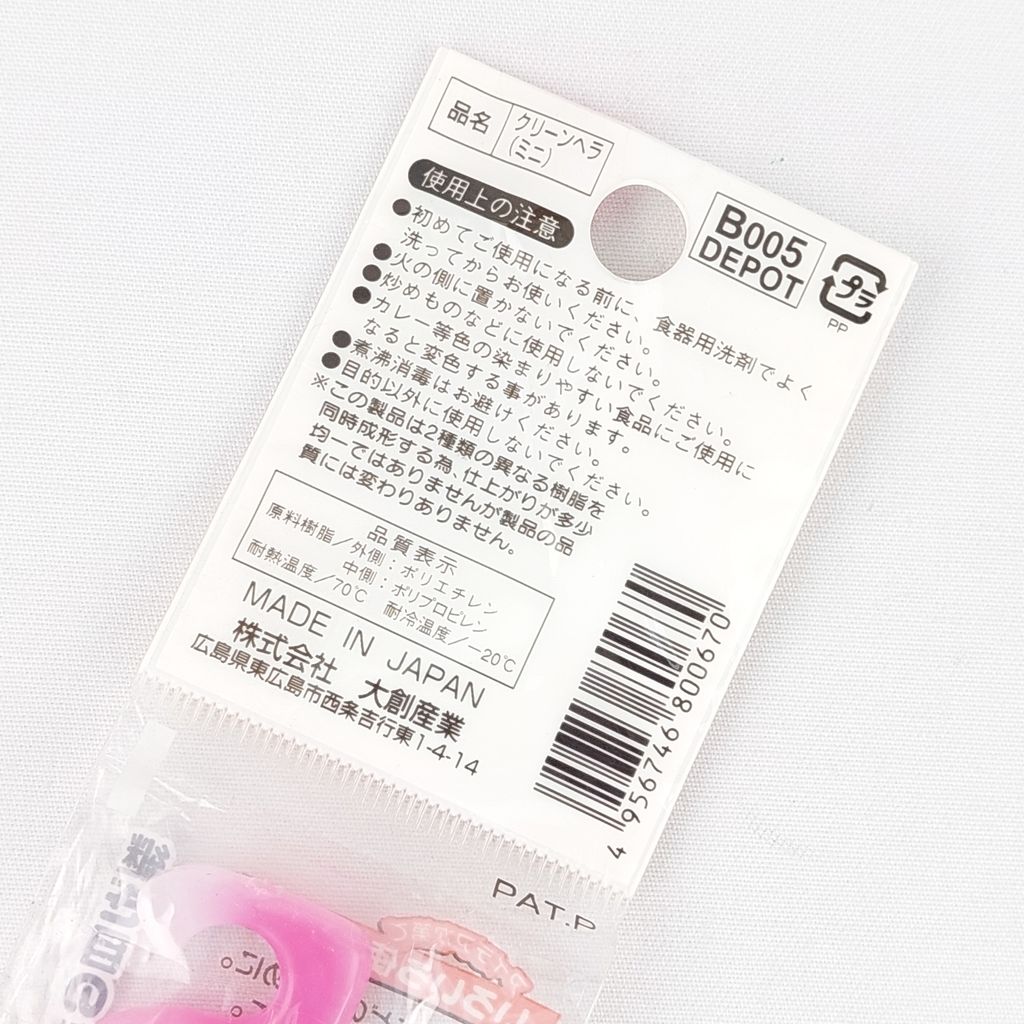 品名 クリーンヘラ
(ミニ)
B005
DEPOT
プラ
PP
使用上の注意
●初めてご使用になる前に、食器用洗剤でよく
洗ってからお使いください。
●火の側に置かないでください。
●炒めものなどに使用しないでください。
●カレー等色の染まりやすい食品にご使用に
なると変色する事があります。
●煮沸消毒はお避けください。
●目的以外に使用しないでください。
※この製品は2種類の異なる樹脂を
同時成形する為、仕上がりが多少
均一ではありませんが製品の品
質には変わりありません。
品質表示
原料樹脂/外側:ポリエチレン
中側:ポリプロピレン
耐熱温度/70℃ 耐冷温度/-20℃
MADE IN JAPAN
株式会社 大創産業
広島県東広島市西条吉行東1-4-14
4 956746 800670
PAT.P